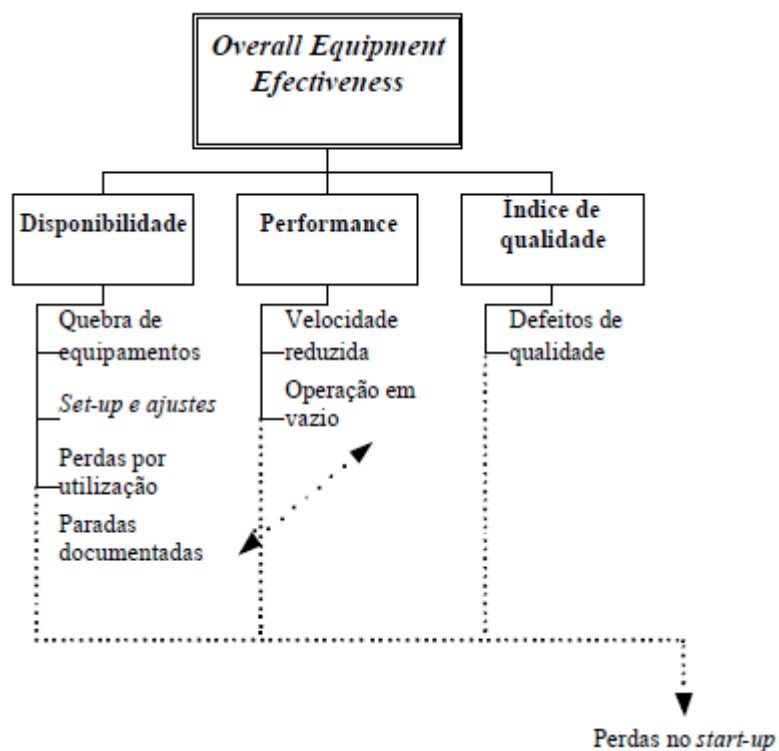 Overall Equipment
Efectiveness
Disponibilidade
Performance
Índice de
qualidade
Quebra de
equipamentos
Set-up e ajustes
Perdas por
utilização
Paradas
documentadas
Velocidade
reduzida
Operação em
vazio
Defeitos de
qualidade
Perdas no start-up